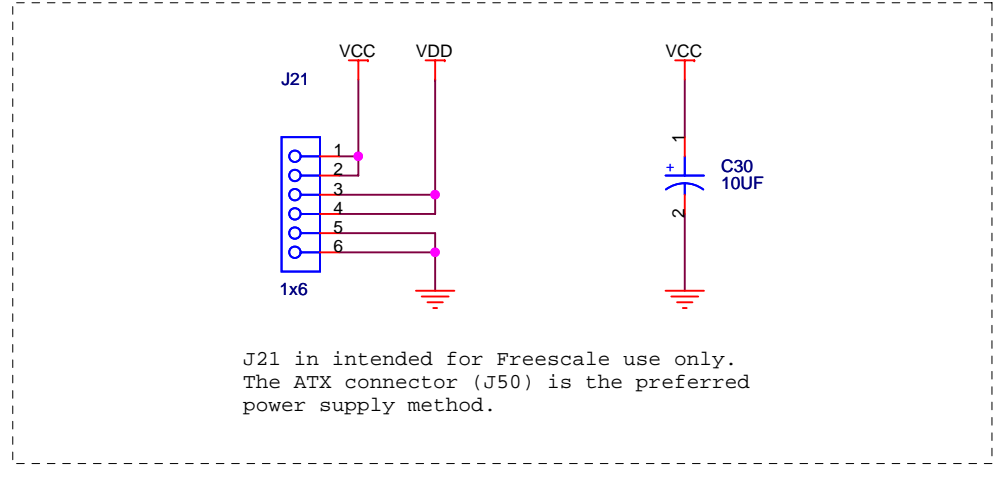 VCC VDD VCC
J21
1
2
3
4
5
6
1x6
1
+
C30
10UF
2
J21 in intended for Freescale use only.
The ATX connector (J50) is the preferred
power supply method.